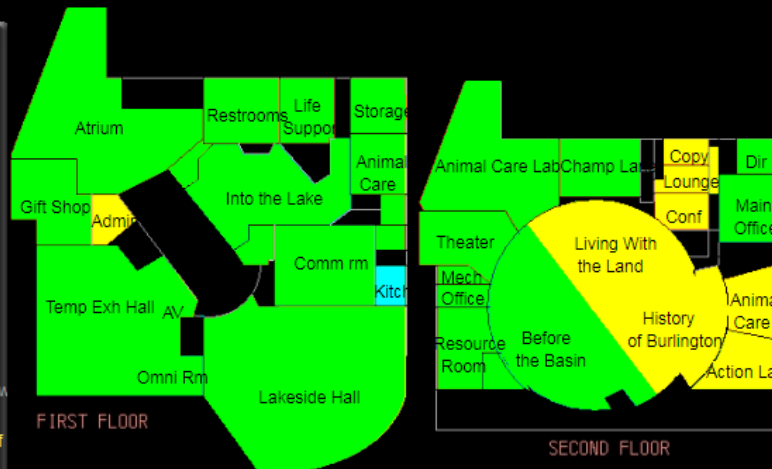 Restrooms
Life
Suppor
Storage
Atrium
Animal
Care
Gift Shop
Admin
Into the Lake
Comm rm
Kitch
Temp Exh Hall
AV
Omni Rm
Lakeside Hall
FIRST FLOOR
Animal Care Lab
Champ Lan
Copy
Lounge
Conf
Dir
Main
Office
Theater
Mech
Office
Resource
Room
Living With
the Land
History
of Burlington
Before
the Basin
Anima
Care
Action La
SECOND FLOOR